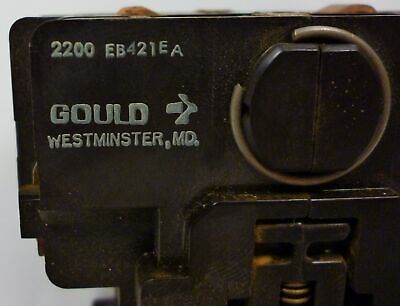 2200 EB421EA
GOULD
WESTMINSTER, MD.